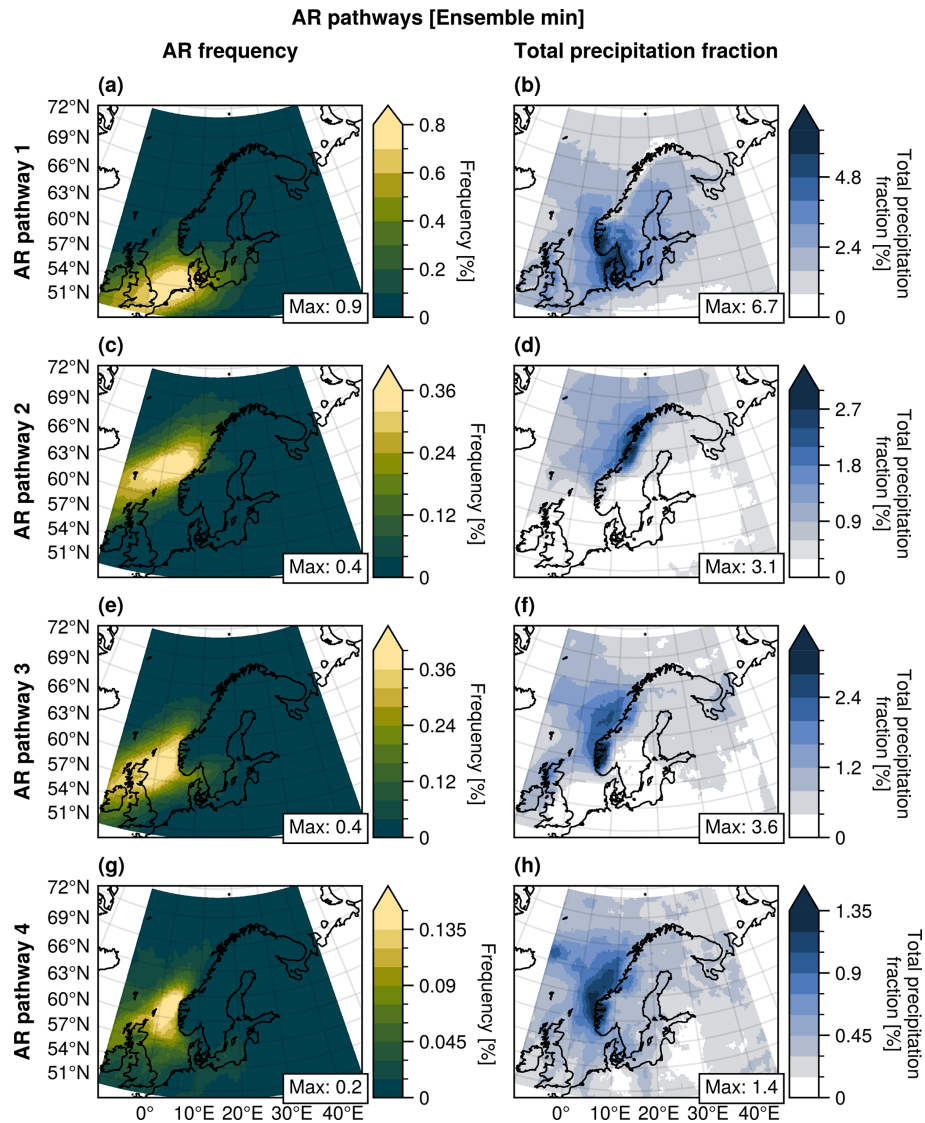 AR pathways [Ensemble min]
AR frequency
Total precipitation fraction
(a)
AR pathway 1
72°N
69°N
66°N
63°N
60°N
57°N
54°N
51°N
Max: 0.9
0.8
0.6
0.4
0.2
0
Frequency [%]
(b)
Max: 6.7
4.8
2.4
0
Total precipitation
fraction [%]
(c)
AR pathway 2
72°N
69°N
66°N
63°N
60°N
57°N
54°N
51°N
Max: 0.4
0.36
0.24
0.12
0
Frequency [%]
(d)
Max: 3.1
2.7
1.8
0.9
0
Total precipitation
fraction [%]
(e)
AR pathway 3
72°N
69°N
66°N
63°N
60°N
57°N
54°N
51°N
Max: 0.4
0.36
0.24
0.12
0
Frequency [%]
(f)
Max: 3.6
2.4
1.2
0
Total precipitation
fraction [%]
(g)
AR pathway 4
72°N
69°N
66°N
63°N
60°N
57°N
54°N
51°N
0° 10°E 20°E 30°E 40°E
Max: 0.2
0.135
0.09
0.045
0
Frequency [%]
(h)
0° 10°E 20°E 30°E 40°E
Max: 1.4
1.35
0.9
0.45
0
Total precipitation
fraction [%]